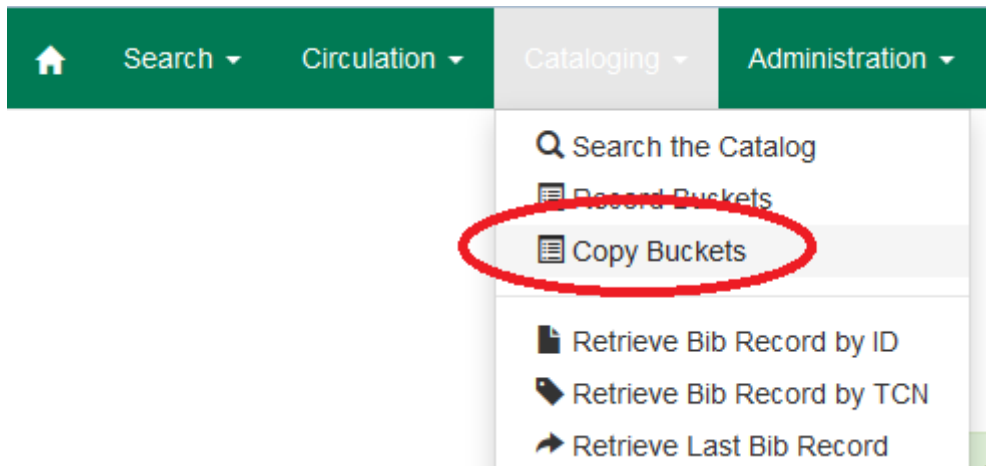 Search Circulation Cataloging Administration
Search the Catalog
Record Buckets
Copy Buckets
Retrieve Bib Record by ID
Retrieve Bib Record by TCN
Retrieve Last Bib Record